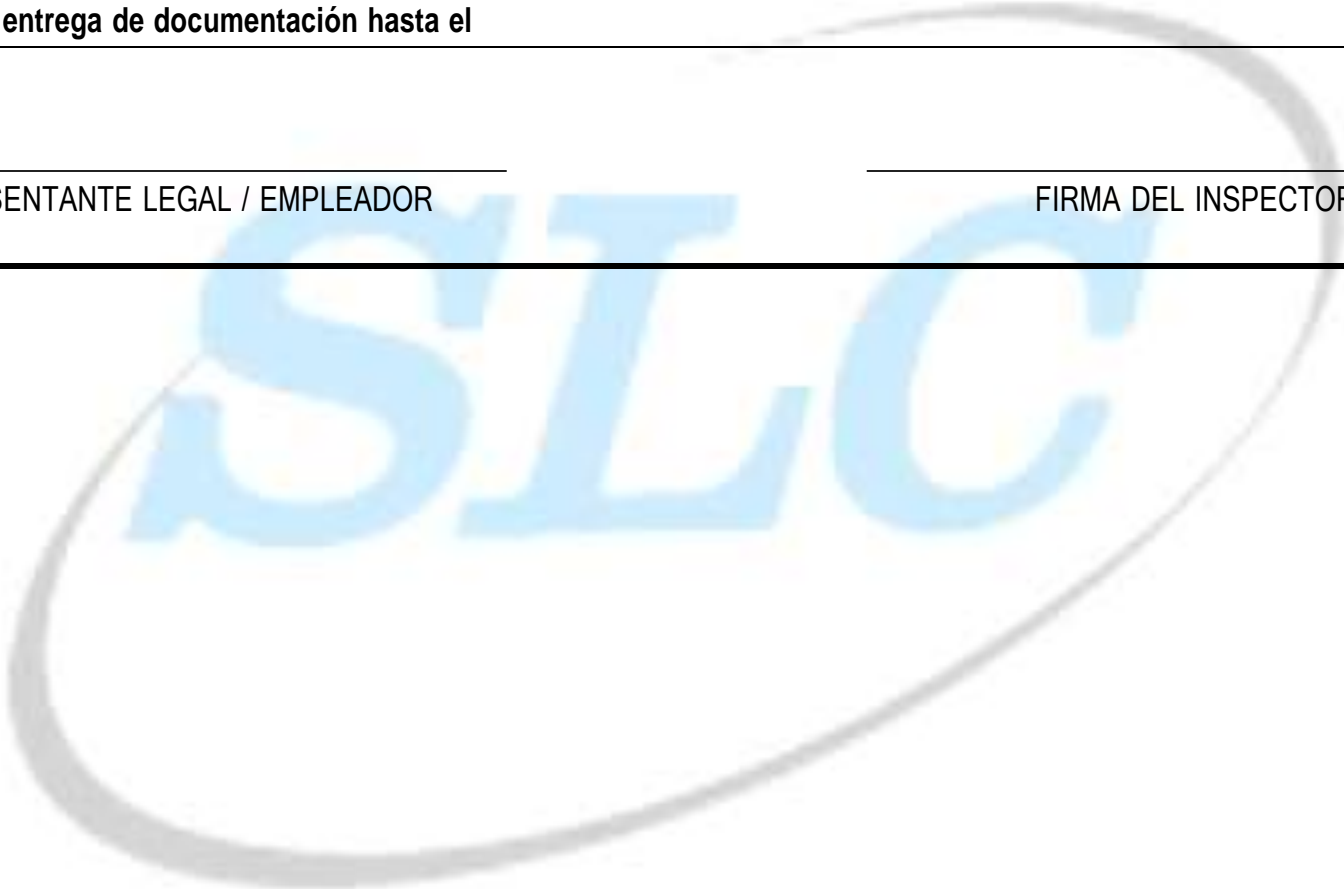 entrega de documentación hasta el
SENTANTE LEGAL / EMPLEADOR
FIRMA DEL INSPECTOR
SLC